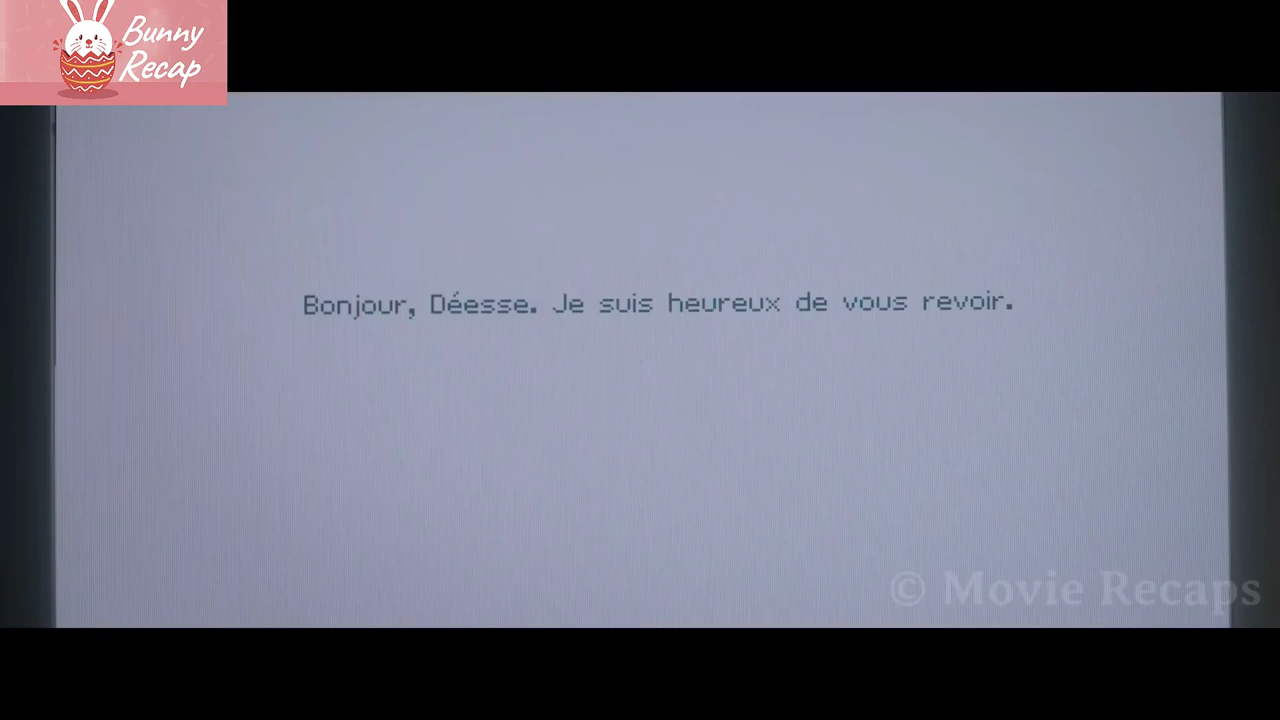 Bunny
Recap
Bonjour, Déesse. Je suis heureux de vous revoir.
© Movie Recaps